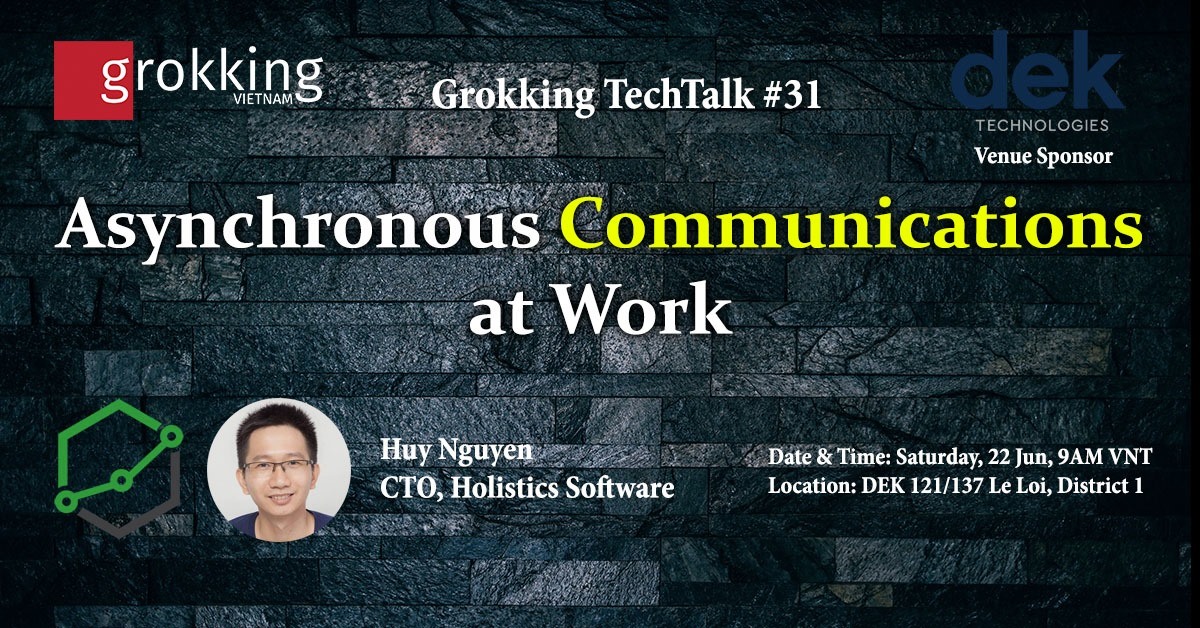 grokking
VIETNAM
Grokking TechTalk #31
dek
TECHNOLOGIES
Venue Sponsor
Asynchronous Communications
at Work
Huy Nguyen
CTO, Holistics Software
Date & Time: Saturday, 22 Jun, 9AM VNT
Location: DEK 121/137 Le Loi, District 1